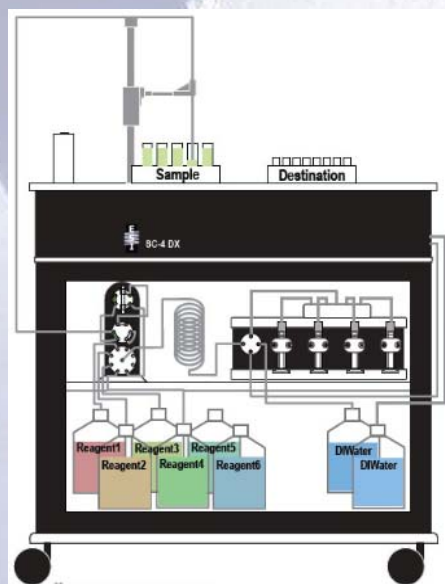 Sample
Destination
SC-4 DX
Reagent1
Reagent3
Reagent5
Reagent2
Reagent4
Reagent6
DIWater
DIWater